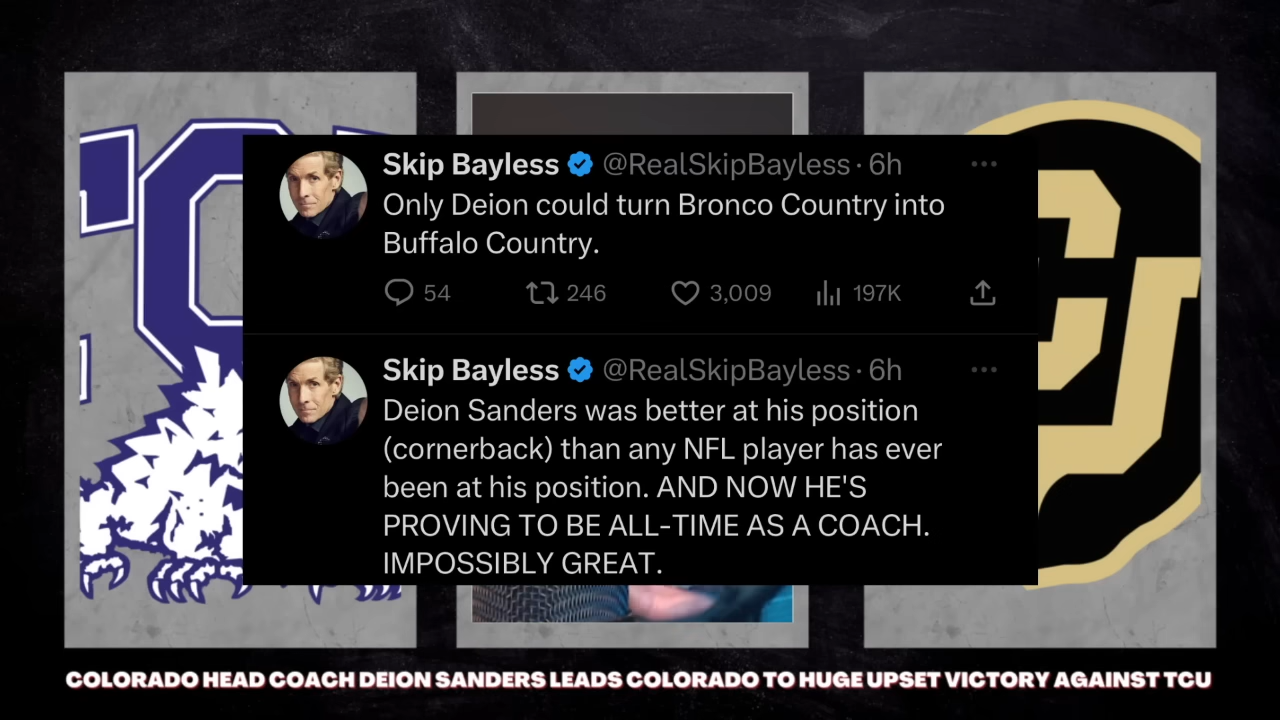 Skip Bayless @RealSkipBayless · 6h
Only Deion could turn Bronco Country into
Buffalo Country.
54 246 3,009 197K
Skip Bayless @RealSkipBayless · 6h
Deion Sanders was better at his position
(cornerback) than any NFL player has ever
been at his position. AND NOW HE'S
PROVING TO BE ALL-TIME AS A COACH.
IMPOSSIBLY GREAT.
CU
COLORADO HEAD COACH DEION SANDERS LEADS COLORADO TO HUGE UPSET VICTORY AGAINST TCU